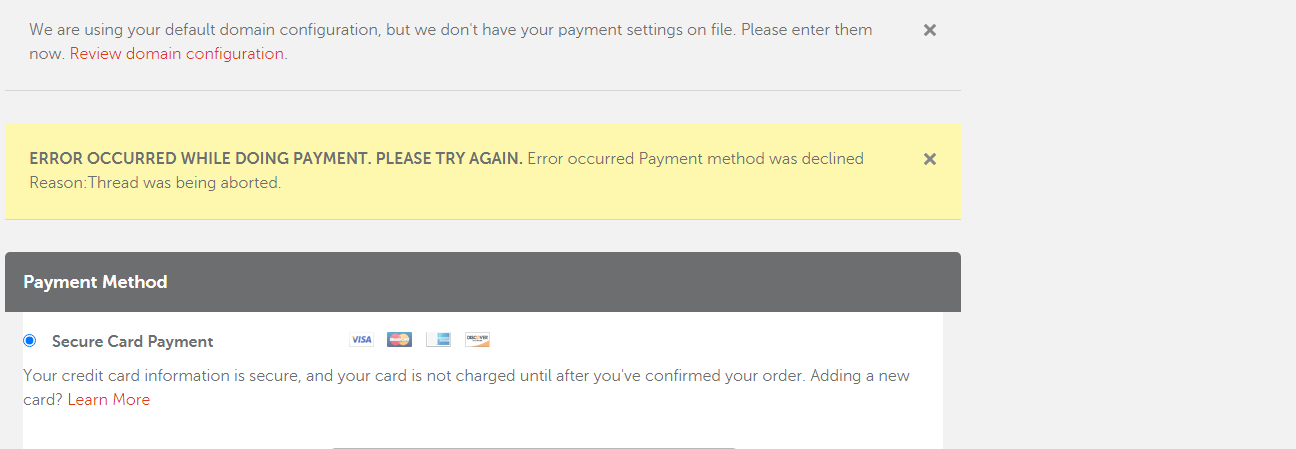 We are using your default domain configuration, but we don't have your payment settings on file. Please enter them
now. Review domain configuration.
ERROR OCCURRED WHILE DOING PAYMENT. PLEASE TRY AGAIN. Error occurred Payment method was declined
Reason:Thread was being aborted.
Payment Method
Secure Card Payment VISA MasterCard DISCOVER
Your credit card information is secure, and your card is not charged until after you've confirmed your order. Adding a new
card? Learn More